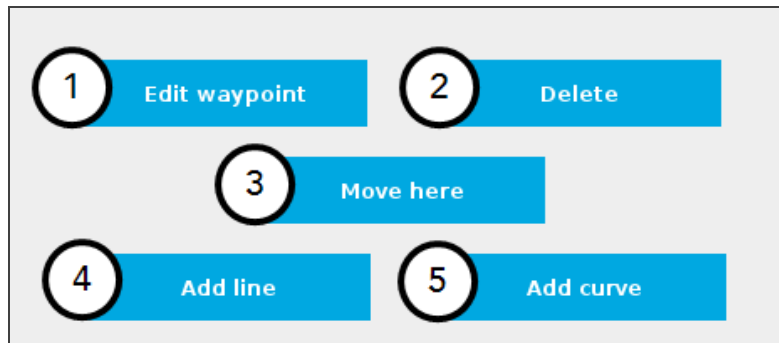 1 Edit waypoint
2 Delete
3 Move here
4 Add line
5 Add curve